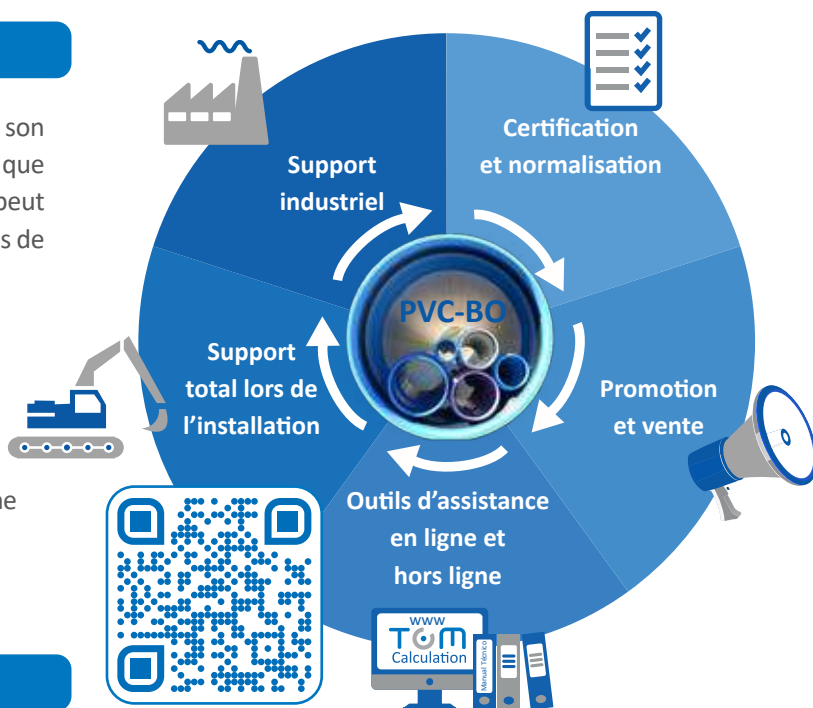 son
que
peut
s de
ne
Support
industriel
Certification
et normalisation
PVC-BO
Support
total lors de
l'installation
Promotion
et vente
Outils d'assistance
en ligne et
hors ligne
www
TOM
Calculation
Manual Técnico